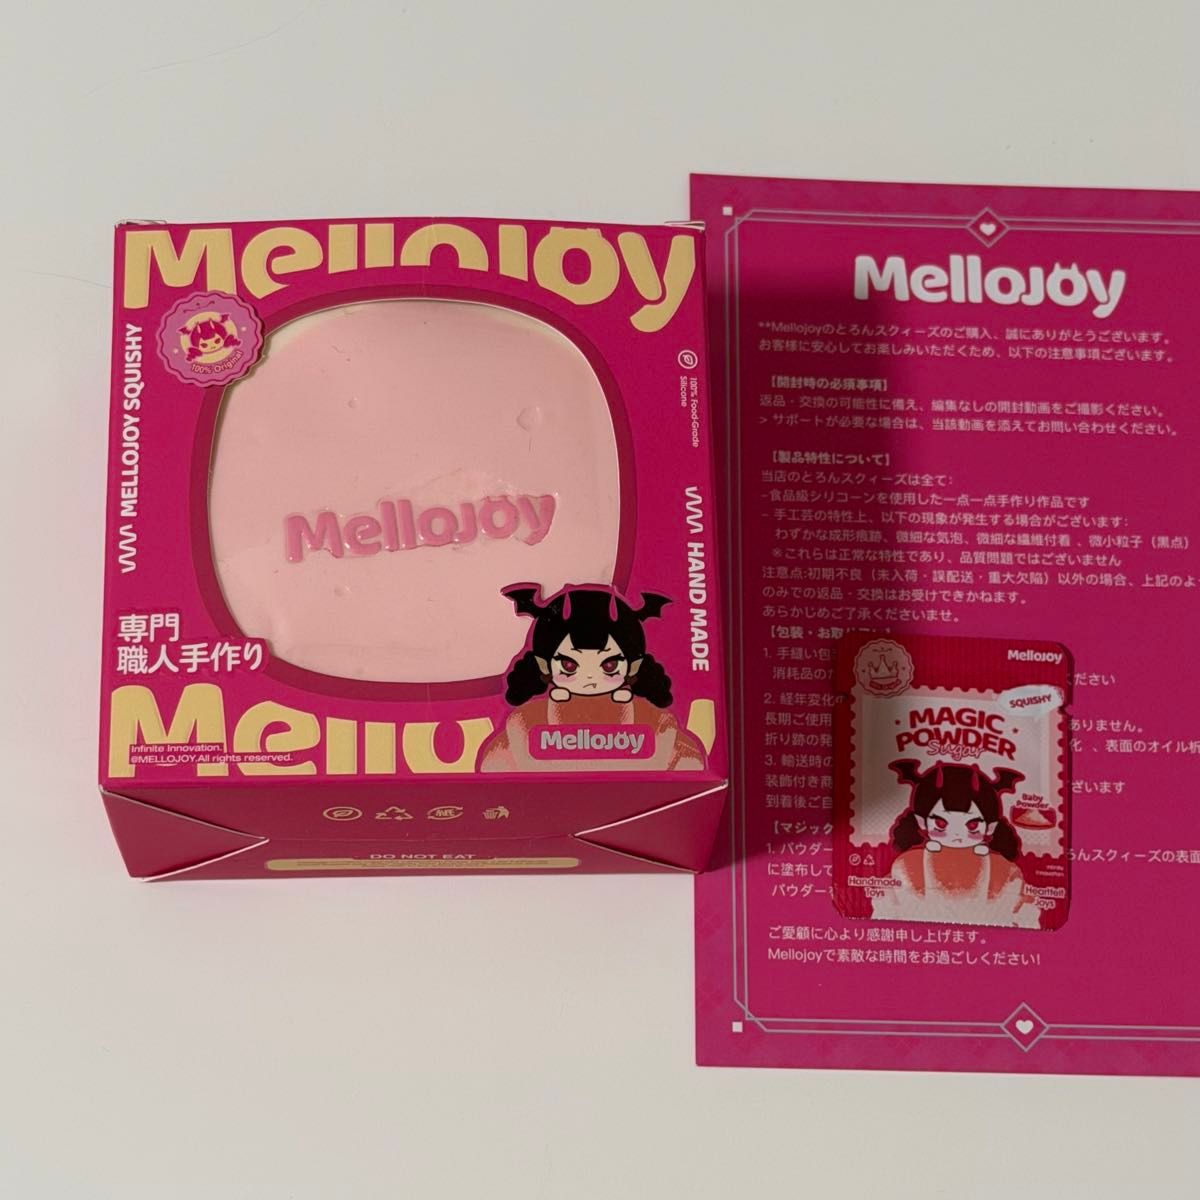 Mellojoy
100% Original
MELLOJOY SQUISHY
100% Food-Grade
Silicone
HAND MADE
Mellojoy
専門
職人手作り
Mellojoy
Infinite Innovation.
@MELLOJOY.All rights reserved.
Mellojoy
紙
DO NOT EAT
Mellojoy
**Mellojoyのとろんスクィーズのご購入、誠にありがとうございます。
お客様に安心してお楽しみいただくため、以下の注意事項ございます。
【開封時の必須事項】
返品・交換の可能性に備え、編集なしの開封動画をご撮影ください。
> サポートが必要な場合は、当該動画を添えてお問い合わせください。
【製品特性について】
当店のとろんスクィーズは全て:
-食品級シリコーンを使用した一点一点手作り作品です
- 手工芸の特性上、以下の現象が発生する場合がございます:
わずかな成形痕跡、微細な気泡、微細な繊維付着 、微小粒子（黒点）
※これらは正常な特性であり、品質問題ではございません
注意点:初期不良（未入荷・誤配送・重大欠陥）以外の場合、上記のよ
のみでの返品・交換はお受けできかねます。
あらかじめご了承くださいませ。
【包装・お取
1. 手縫い包
消耗品の
ください
2. 経年変化
ありません。
長期ご使用
化 、表面のオイル析
折り跡の発
3. 輸送時の
装飾付き商
ざいます
到着後ご自
【マジック
1. パウダー
ろんスクィーズの表面
に塗布して
パウダーを
ご愛顧に心より感謝申し上げます。
Mellojoyで素敵な時間をお過ごしください!
Mellojoy
SQUISHY
MAGIC
POWDER
Sugar
Baby
Powder
Infinite
Innovation
Handmade
Toys
Heartfelt
Joys